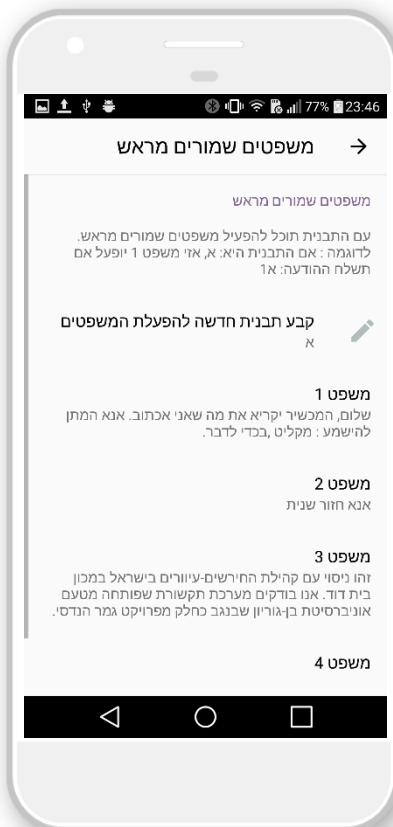 77% 23:46
משפטים שמורים מראש
משפטים שמורים מראש
עם התבנית תוכל להפעיל משפטים שמורים מראש.
לדוגמה : אם התבנית היא: א, אזי משפט 1 יופעל אם
תשלח ההודעה: א1
קבע תבנית חדשה להפעלת המשפטים
א
משפט 1
שלום, המכשיר יקריא את מה שאני אכתוב. אנא המתן
להישמע : מקליט ,בכדי לדבר.
משפט 2
אנא חזור שנית
משפט 3
זהו ניסוי עם קהילת החירשים-עיוורים בישראל במכון
בית דוד. אנו בודקים מערכת תקשורת שפותחה מטעם
אוניברסיטת בן-גוריון שבנגב כחלק מפרויקט גמר הנדסי.
משפט 4